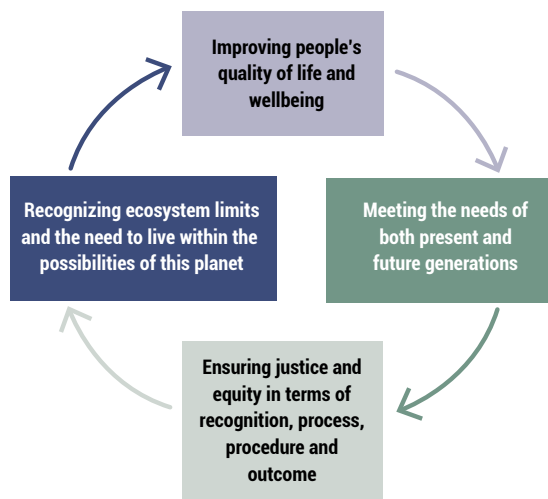 Improving people's
quality of life and
wellbeing
Meeting the needs of
both present and
future generations
Ensuring justice and
equity in terms of
recognition, process,
procedure and
outcome
Recognizing ecosystem limits
and the need to live within the
possibilities of this planet